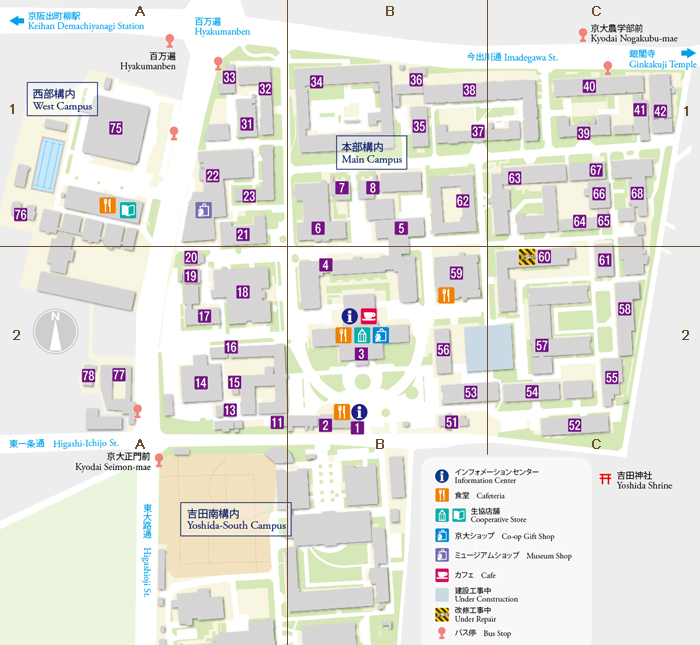 A
B
C
京阪出町柳駅
Keihan Demachiyanagi Station
百万遍
Hyakumanben
京大農学部前
Kyodai Nogakubu-mae
百万遍
Hyakumanben
今出川通 Imadegawa St.
銀閣寺
Ginkakuji Temple
西部構内
West Campus
33
32
34
36
38
40
1
75
31
35
37
39
41
42
1
本部構内
Main Campus
22
23
7
8
62
63
67
66
68
76
21
6
5
64
65
20
19
4
59
60
61
18
17
58
2
16
3
56
57
2
78
77
14
15
53
54
55
13
11
2
1
51
52
東一条通 Higashi-Ichijo St.
A
B
C
京大正門前
Kyodai Seimon-mae
東大路通 Higashioji St.
吉田南構内
Yoshida-South Campus
N
インフォメーションセンター
Information Center
食堂 Cafeteria
生協店舗
Cooperative Store
京大ショップ Co-op Gift Shop
ミュージアムショップ Museum Shop
カフェ Cafe
建設工事中
Under Construction
改修工事中
Under Repair
バス停 Bus Stop
吉田神社
Yoshida Shrine